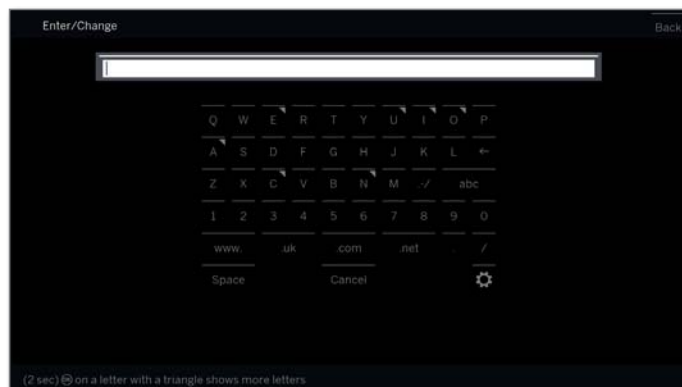 Enter/Change Back
Q W E R T Y U I O P
A S D F G H J K L ←
Z X C V B N M .-/ abc
1 2 3 4 5 6 7 8 9 0
www. .uk .com .net . /
Space Cancel
(2 sec) OK on a letter with a triangle shows more letters